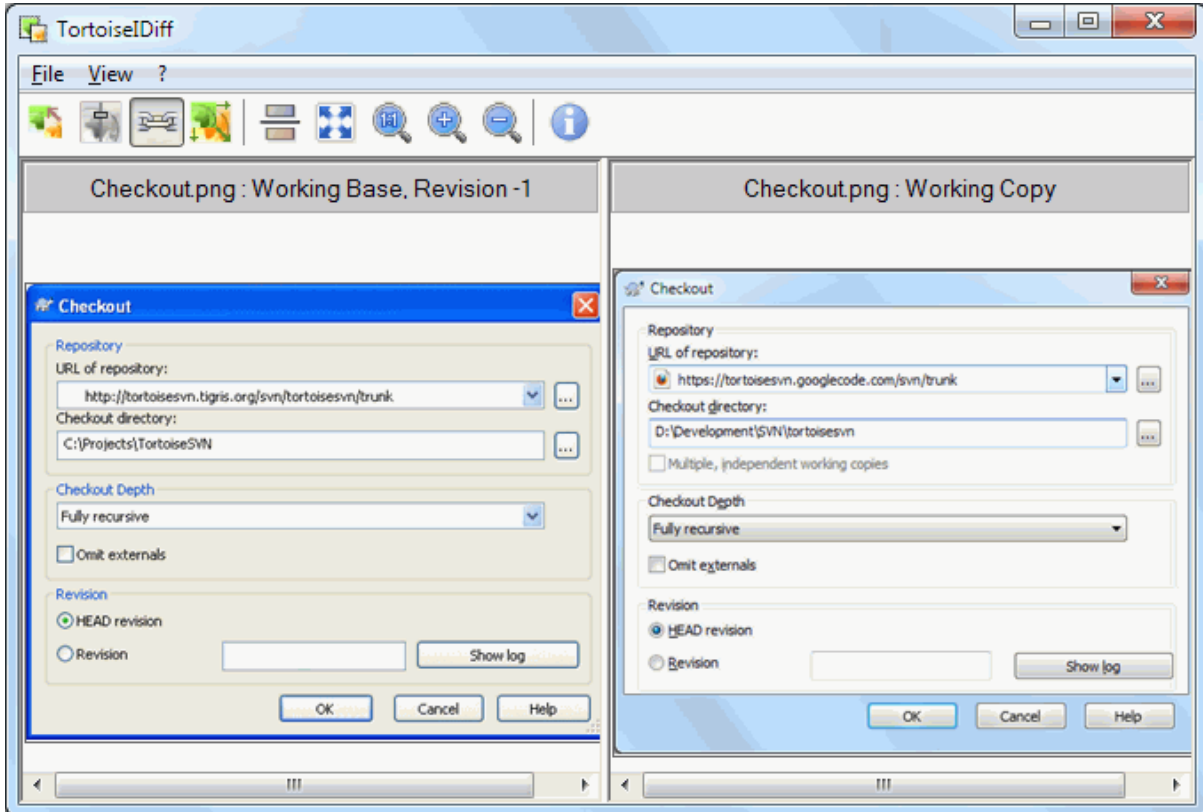 TortoiseIDiff
File View ?
1:1
Checkout.png : Working Base, Revision -1
Checkout
Repository
URL of repository:
http://tortoisesvn.tigris.org/svn/tortoisesvn/trunk
...
Checkout directory:
C:\Projects\TortoiseSVN
...
Checkout Depth
Fully recursive
Omit externals
Revision
HEAD revision
Revision
Show log
OK Cancel Help
Checkout.png : Working Copy
Checkout
Repository
URL of repository:
https://tortoisesvn.googlecode.com/svn/trunk
...
Checkout directory:
D:\Development\SVN\tortoisesvn
...
Multiple, independent working copies
Checkout Depth
Fully recursive
Omit externals
Revision
HEAD revision
Revision
Show log
OK Cancel Help